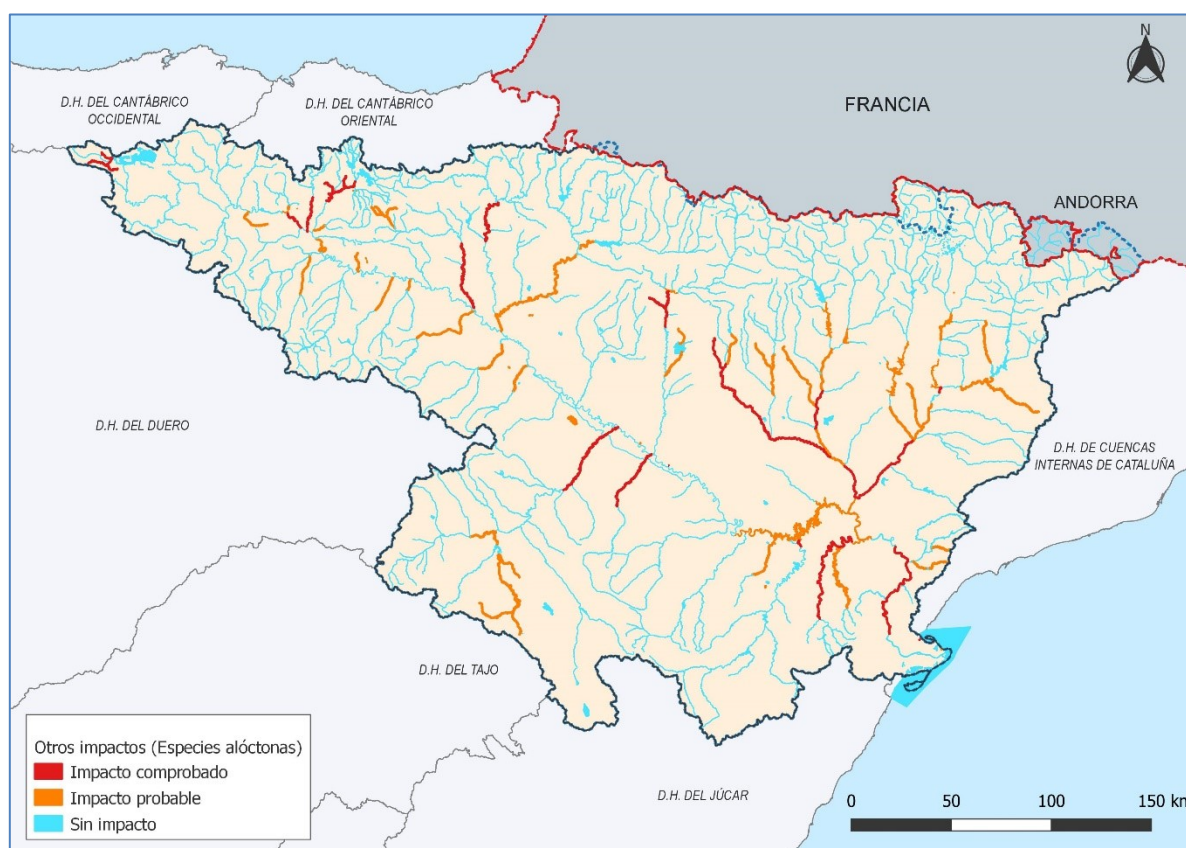 N
FRANCIA
ANDORRA
D.H. DEL CANTÁBRICO
OCCIDENTAL
D.H. DEL CANTÁBRICO
ORIENTAL
D.H. DEL DUERO
D.H. DE CUENCAS
INTERNAS DE CATALUÑA
D.H. DEL TAJO
D.H. DEL JÚCAR
Otros impactos (Especies alóctonas)
Impacto comprobado
Impacto probable
Sin impacto
0 50 100 150 km